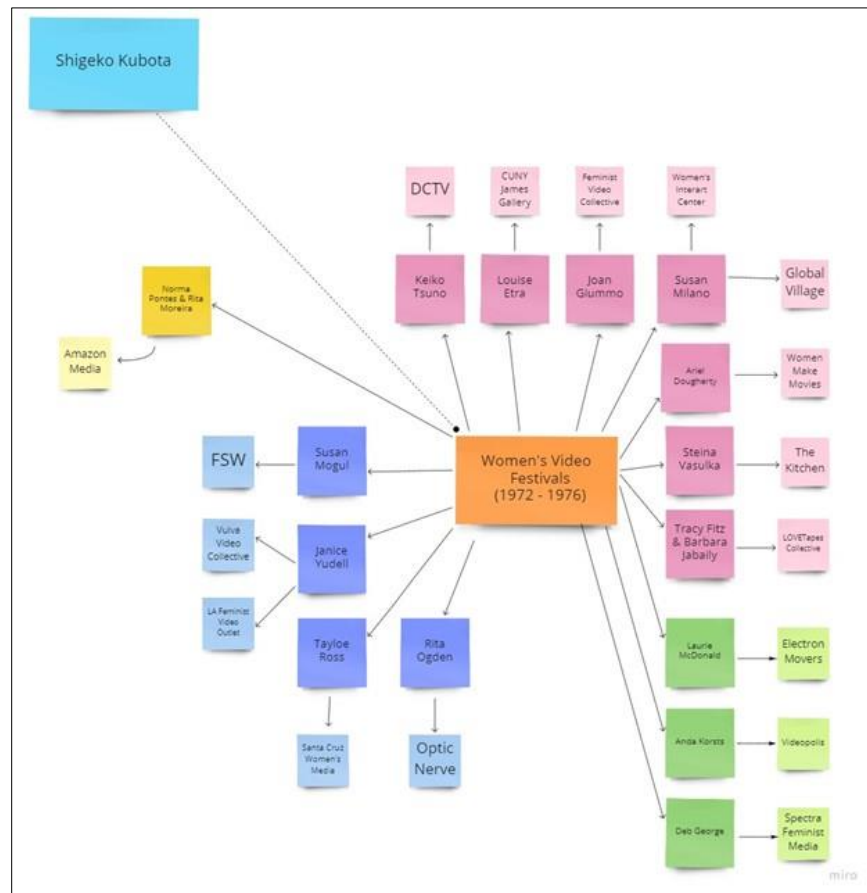 Shigeko Kubota
DCTV
CUNY
James
Gallery
Feminist
Video
Collective
Women's
Interart
Center
Keiko
Tsuno
Louise
Etra
Joan
Giummo
Susan
Milano
Global
Village
Norma
Pontes & Rita
Moreira
Amazon
Media
Ariel
Dougherty
Women
Make
Movies
FSW
Susan
Mogul
Women's Video
Festivals
(1972 - 1976)
Steina
Vasulka
The
Kitchen
Vulva
Video
Collective
Janice
Yudell
Tracy Fitz
& Barbara
Jabaily
LOVETapes
Collective
LA Feminist
Video
Outlet
Tayloe
Ross
Rita
Ogden
Laurie
McDonald
Electron
Movers
Santa Cruz
Women's
Media
Optic
Nerve
Anda Korsts
Videopolis
Deb George
Spectra
Feminist
Media
miro